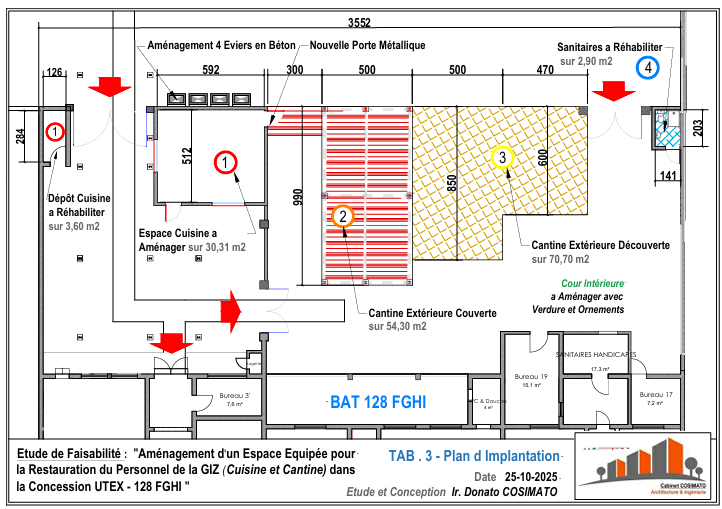 3552
Aménagement 4 Eviers en Béton
Nouvelle Porte Métallique
Sanitaires a Réhabiliter
sur 2,90 m2
4
126
592
300
500
500
470
284
1
512
1
990
2
850
3
600
203
141
Dépôt Cuisine
a Réhabiliter
sur 3,60 m2
Espace Cuisine a
Aménager sur 30,31 m2
Cantine Extérieure Découverte
sur 70,70 m2
Cour Intérieure
a Aménager avec
Verdure et Ornements
Cantine Extérieure Couverte
sur 54,30 m2
SANITAIRES HANDICAPES
17,3 m²
Bureau 19
15,1 m²
Bureau 3'
7,6 m²
BAT 128 FGHI
WC & Douche
4 m²
Bureau 17
7,2 m²
Etude de Faisabilité : "Aménagement d'un Espace Equipée pour
la Restauration du Personnel de la GIZ (Cuisine et Cantine) dans
la Concession UTEX - 128 FGHI "
TAB . 3 - Plan d Implantation
Date 25-10-2025
Etude et Conception Ir. Donato COSIMATO
Cabinet COSIMATO
Architecture & Ingénierie